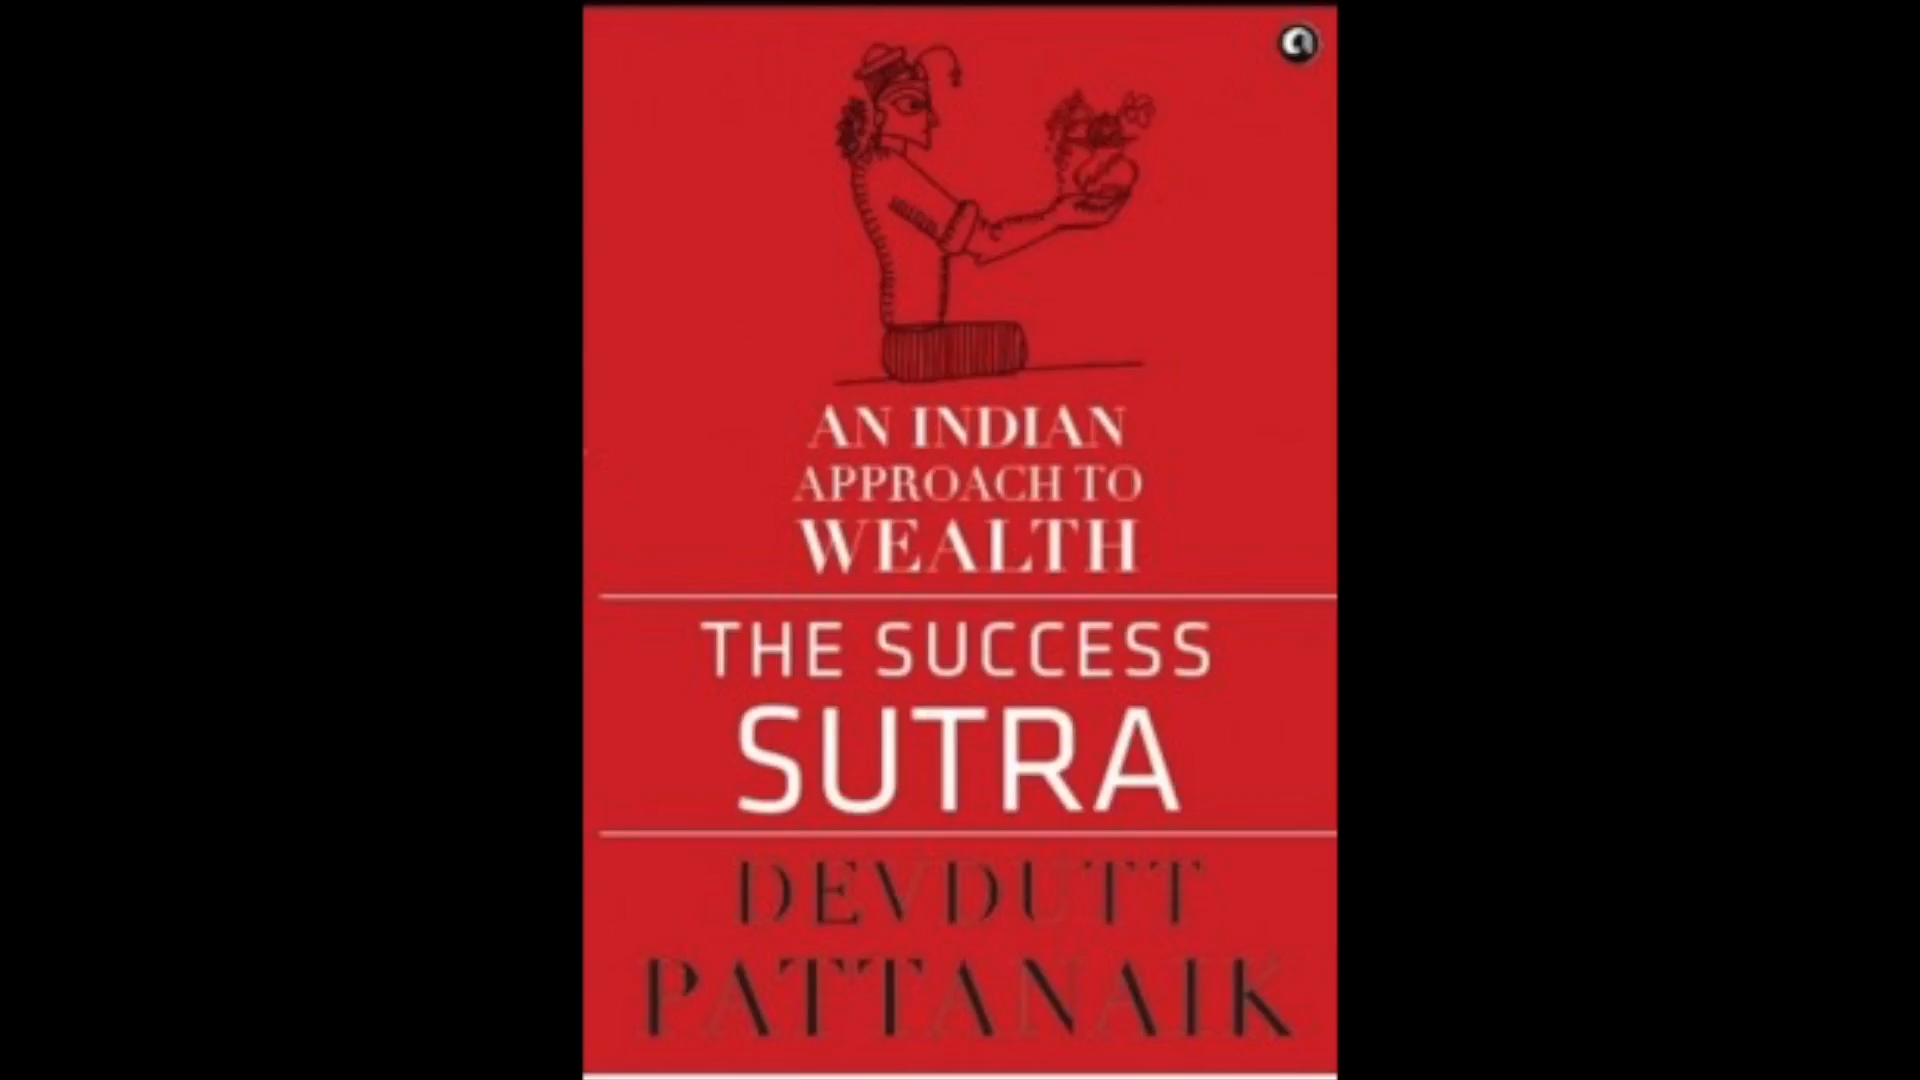 AN INDIAN
APPROACH TO
WEALTH
THE SUCCESS
SUTRA
DEVDUTT
PATTANAIK